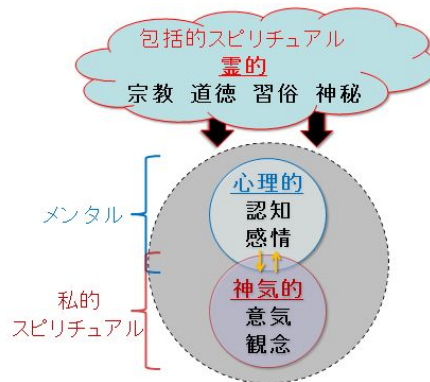 包括的スピリチュアル
霊的
宗教 道徳 習俗 神秘
心理的
認知
感情
メンタル
神気的
意気
観念
私的
スピリチュアル